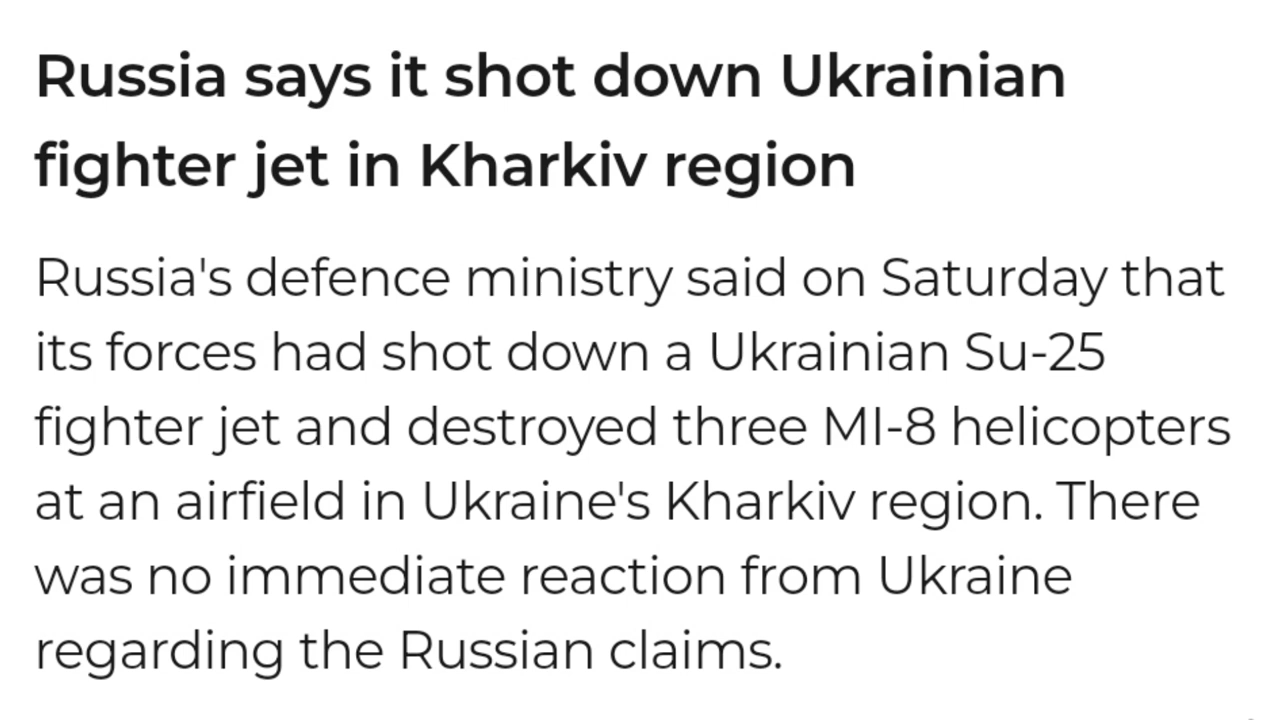 Russia says it shot down Ukrainian
fighter jet in Kharkiv region
Russia's defence ministry said on Saturday that
its forces had shot down a Ukrainian Su-25
fighter jet and destroyed three MI-8 helicopters
at an airfield in Ukraine's Kharkiv region. There
was no immediate reaction from Ukraine
regarding the Russian claims.